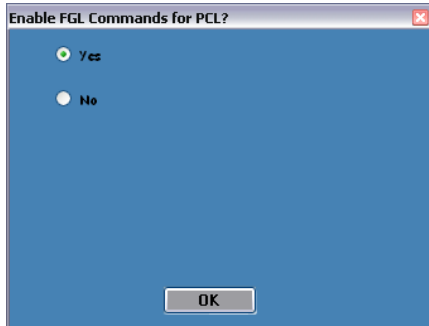 Enable FGL Commands for PCL?
Yes
No
OK